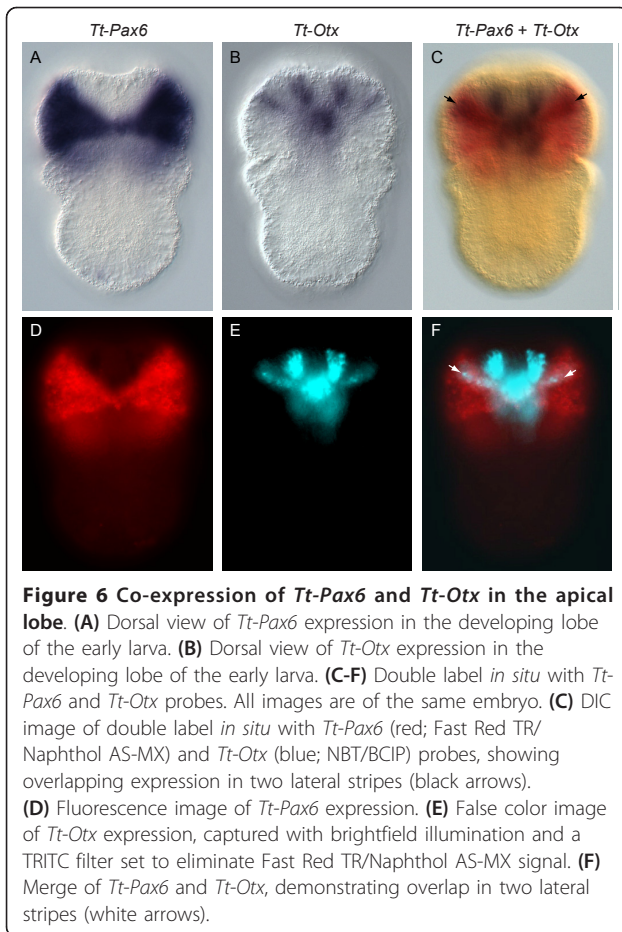 Tt-Pax6 Tt-Otx Tt-Pax6 + Tt-Otx
A B C
D E F
Figure 6 Co-expression of Tt-Pax6 and Tt-Otx in the apical
lobe. (A) Dorsal view of Tt-Pax6 expression in the developing lobe
of the early larva. (B) Dorsal view of Tt-Otx expression in the
developing lobe of the early larva. (C-F) Double label in situ with Tt-
Pax6 and Tt-Otx probes. All images are of the same embryo. (C) DIC
image of double label in situ with Tt-Pax6 (red; Fast Red TR/
Naphthol AS-MX) and Tt-Otx (blue; NBT/BCIP) probes, showing
overlapping expression in two lateral stripes (black arrows).
(D) Fluorescence image of Tt-Pax6 expression. (E) False color image
of Tt-Otx expression, captured with brightfield illumination and a
TRITC filter set to eliminate Fast Red TR/Naphthol AS-MX signal. (F)
Merge of Tt-Pax6 and Tt-Otx, demonstrating overlap in two lateral
stripes (white arrows).